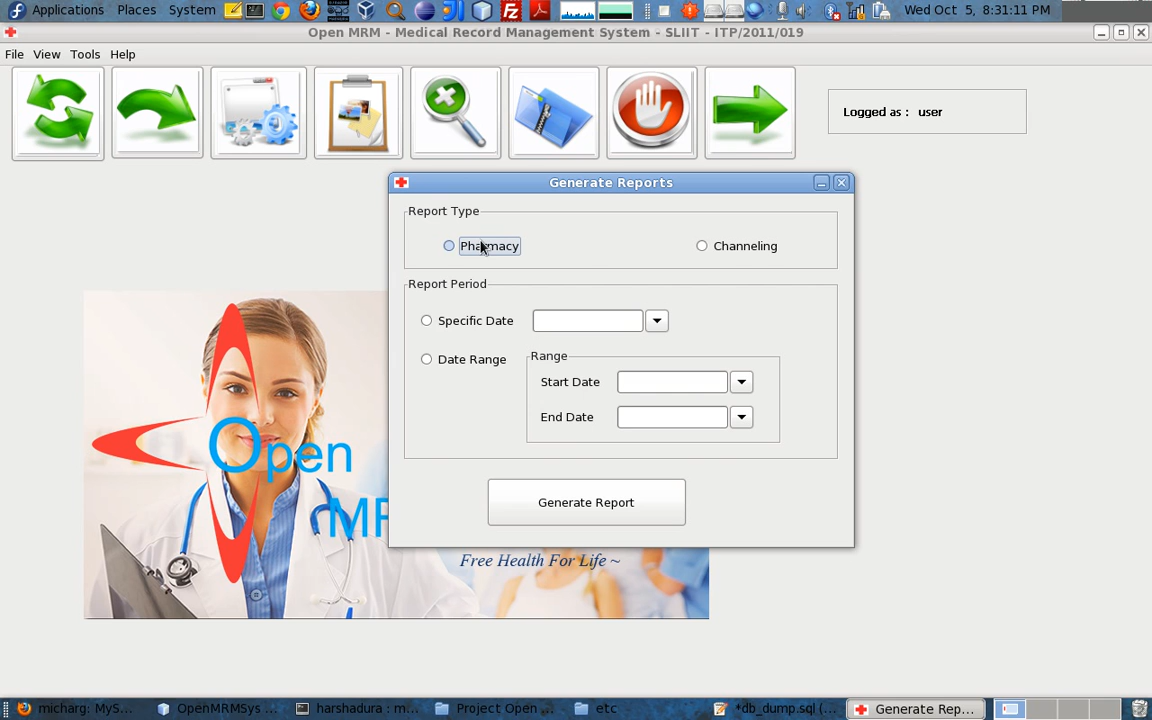 Applications Places System Wed Oct 5, 8:31:11 PM
Open MRM - Medical Record Management System - SLIIT - ITP/2011/019
File View Tools Help
Logged as : user
Generate Reports
Report Type
Pharmacy Channeling
Report Period
Specific Date
Date Range
Range
Start Date
End Date
Generate Report
Open
MR
Free Health For Life ~
micharg: MyS... OpenMRMSys ... harshadura : m... Project Open ... etc *db_dump.sql (... Generate Rep...